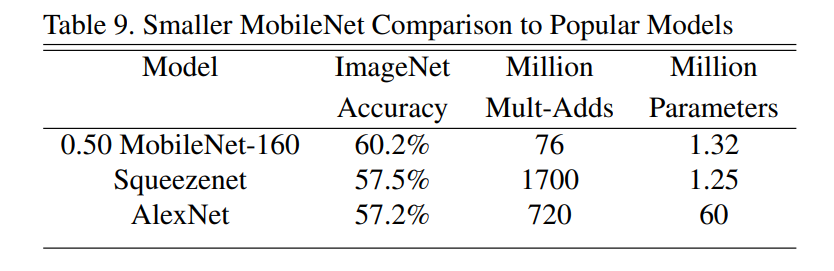 Table 9. Smaller MobileNet Comparison to Popular Models
Model ImageNet Million Million
Accuracy Mult-Adds Parameters
0.50 MobileNet-160 60.2% 76 1.32
Squeezenet 57.5% 1700 1.25
AlexNet 57.2% 720 60